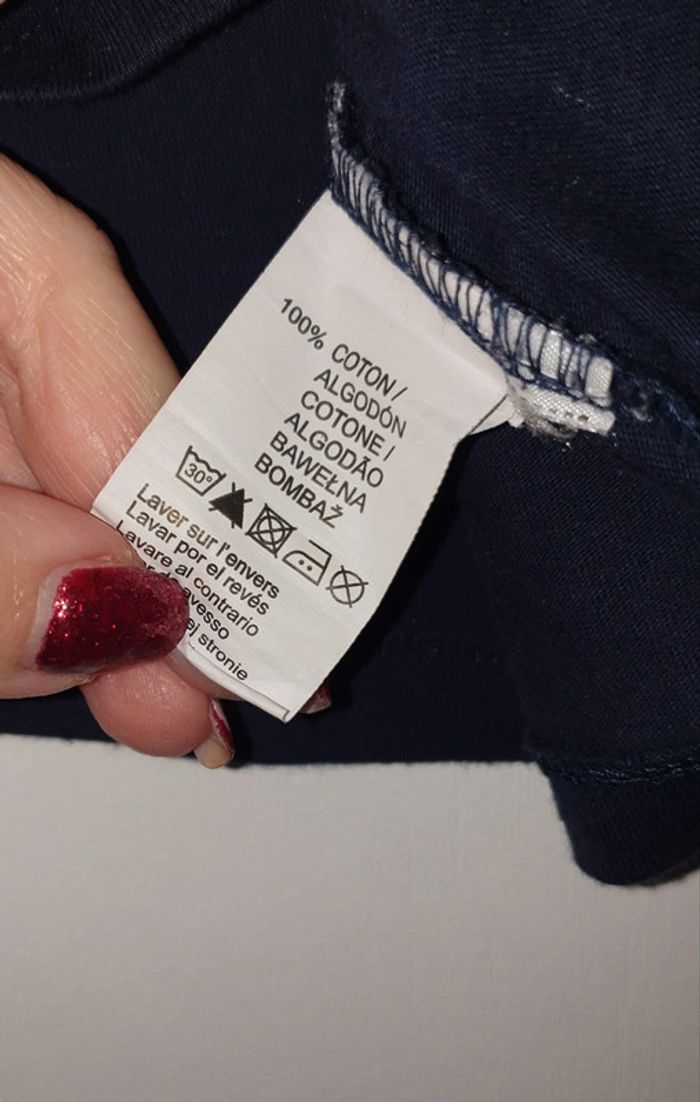 100% COTON /
ALGODÓN
COTONE /
ALGODÃO
BAWEŁNA
BOMBAŽ
30°
Laver sur l'envers
Lavar por el revés
Lavare al contrario
avesso
stronie